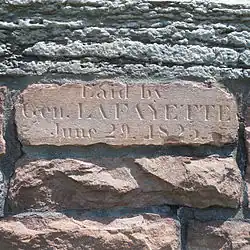 Laid by
Gen. LAFAYETTE
June 29, 1825.